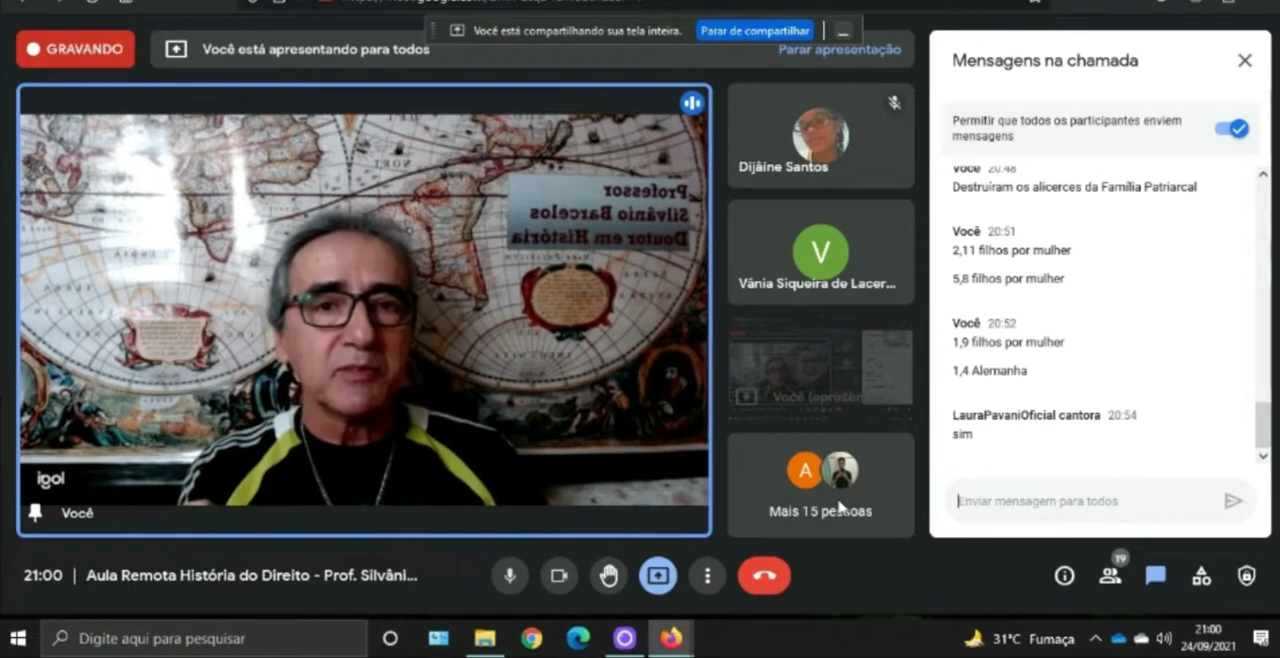 Você está compartilhando sua tela inteira.
Parar de compartilhar
GRAVANDO
Você está apresentando para todos
Parar apresentação
Professor
Silvânio Barcelos
Doutor em História
igol
Você
Dijâine Santos
Vânia Siqueira de Lacer...
Você (apresen
A
V
Mais 15 pessoas
Mensagens na chamada
Permitir que todos os participantes enviem
mensagens
Você 20:48
Destruíram os alicerces da Família Patriarcal
Você 20:51
2,11 filhos por mulher
5,8 filhos por mulher
Você 20:52
1,9 filhos por mulher
1,4 Alemanha
LauraPavaniOficial cantora 20:54
sim
Enviar mensagem para todos
21:00 | Aula Remota História do Direito - Prof. Silvâni...
19
Digite aqui para pesquisar
31°C Fumaça
21:00
24/09/2021